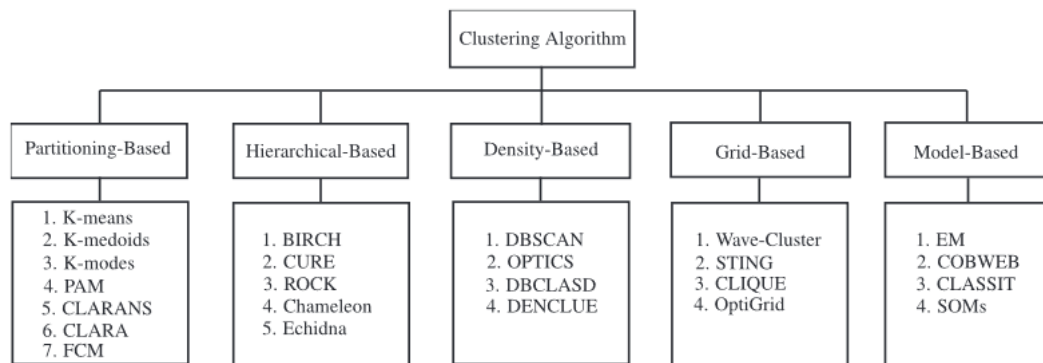 Clustering Algorithm
Partitioning-Based
Hierarchical-Based
Density-Based
Grid-Based
Model-Based
1. K-means
2. K-medoids
3. K-modes
4. PAM
5. CLARANS
6. CLARA
7. FCM
1. BIRCH
2. CURE
3. ROCK
4. Chameleon
5. Echidna
1. DBSCAN
2. OPTICS
3. DBCLASD
4. DENCLUE
1. Wave-Cluster
2. STING
3. CLIQUE
4. OptiGrid
1. EM
2. COBWEB
3. CLASSIT
4. SOMs